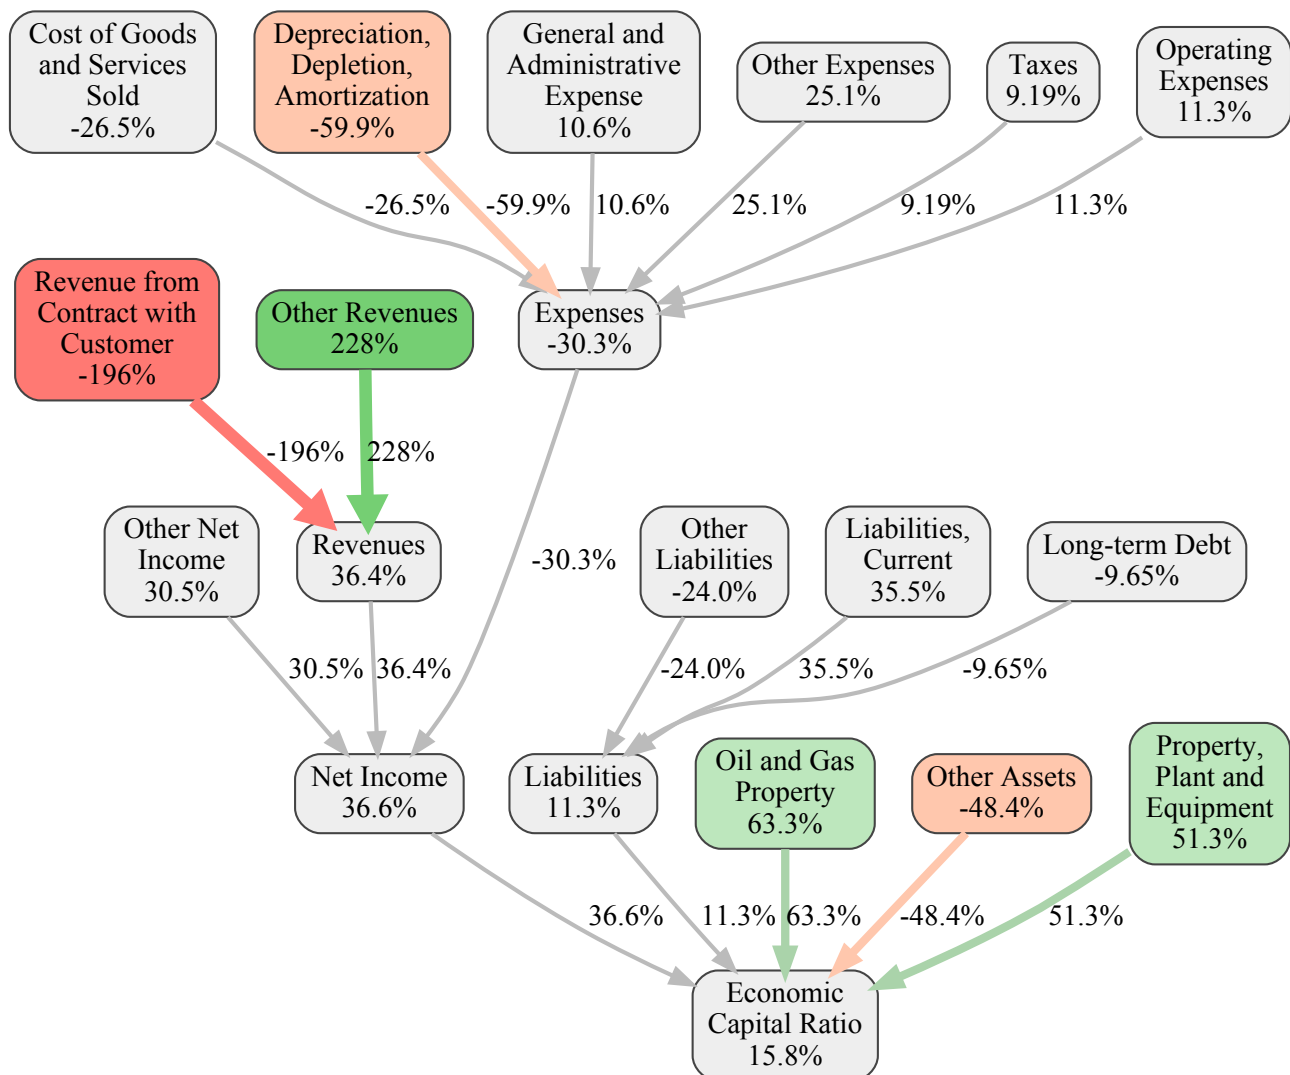 Cost of Goods
and Services
Sold
-26.5%
Depreciation,
Depletion,
Amortization
-59.9%
General and
Administrative
Expense
10.6%
Other Expenses
25.1%
Taxes
9.19%
Operating
Expenses
11.3%
-26.5%
-59.9%
10.6%
25.1%
9.19%
11.3%
Revenue from
Contract with
Customer
-196%
Other Revenues
228%
Expenses
-30.3%
-196%
228%
-30.3%
Other Net
Income
30.5%
Revenues
36.4%
Other
Liabilities
-24.0%
Liabilities,
Current
35.5%
Long-term Debt
-9.65%
30.5%
36.4%
-24.0%
35.5%
-9.65%
Net Income
36.6%
Liabilities
11.3%
Oil and Gas
Property
63.3%
Other Assets
-48.4%
Property,
Plant and
Equipment
51.3%
36.6%
11.3%
63.3%
-48.4%
51.3%
Economic
Capital Ratio
15.8%